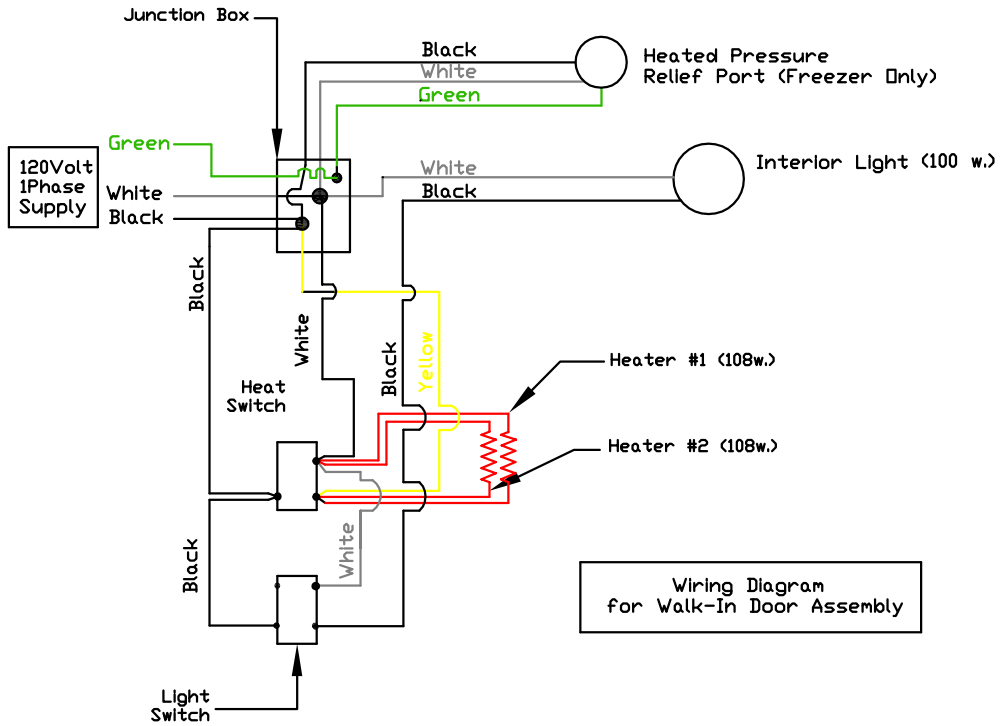 Junction Box
Black
White
Green
Heated Pressure
Relief Port (Freezer Only)
Green
120Volt
1Phase
Supply
White
Black
White
Black
Interior Light (100 w.)
Black
White
Black
Yellow
Heat
Switch
Heater #1 (108w.)
Heater #2 (108w.)
Black
White
Wiring Diagram
for Walk-In Door Assembly
Light
Switch